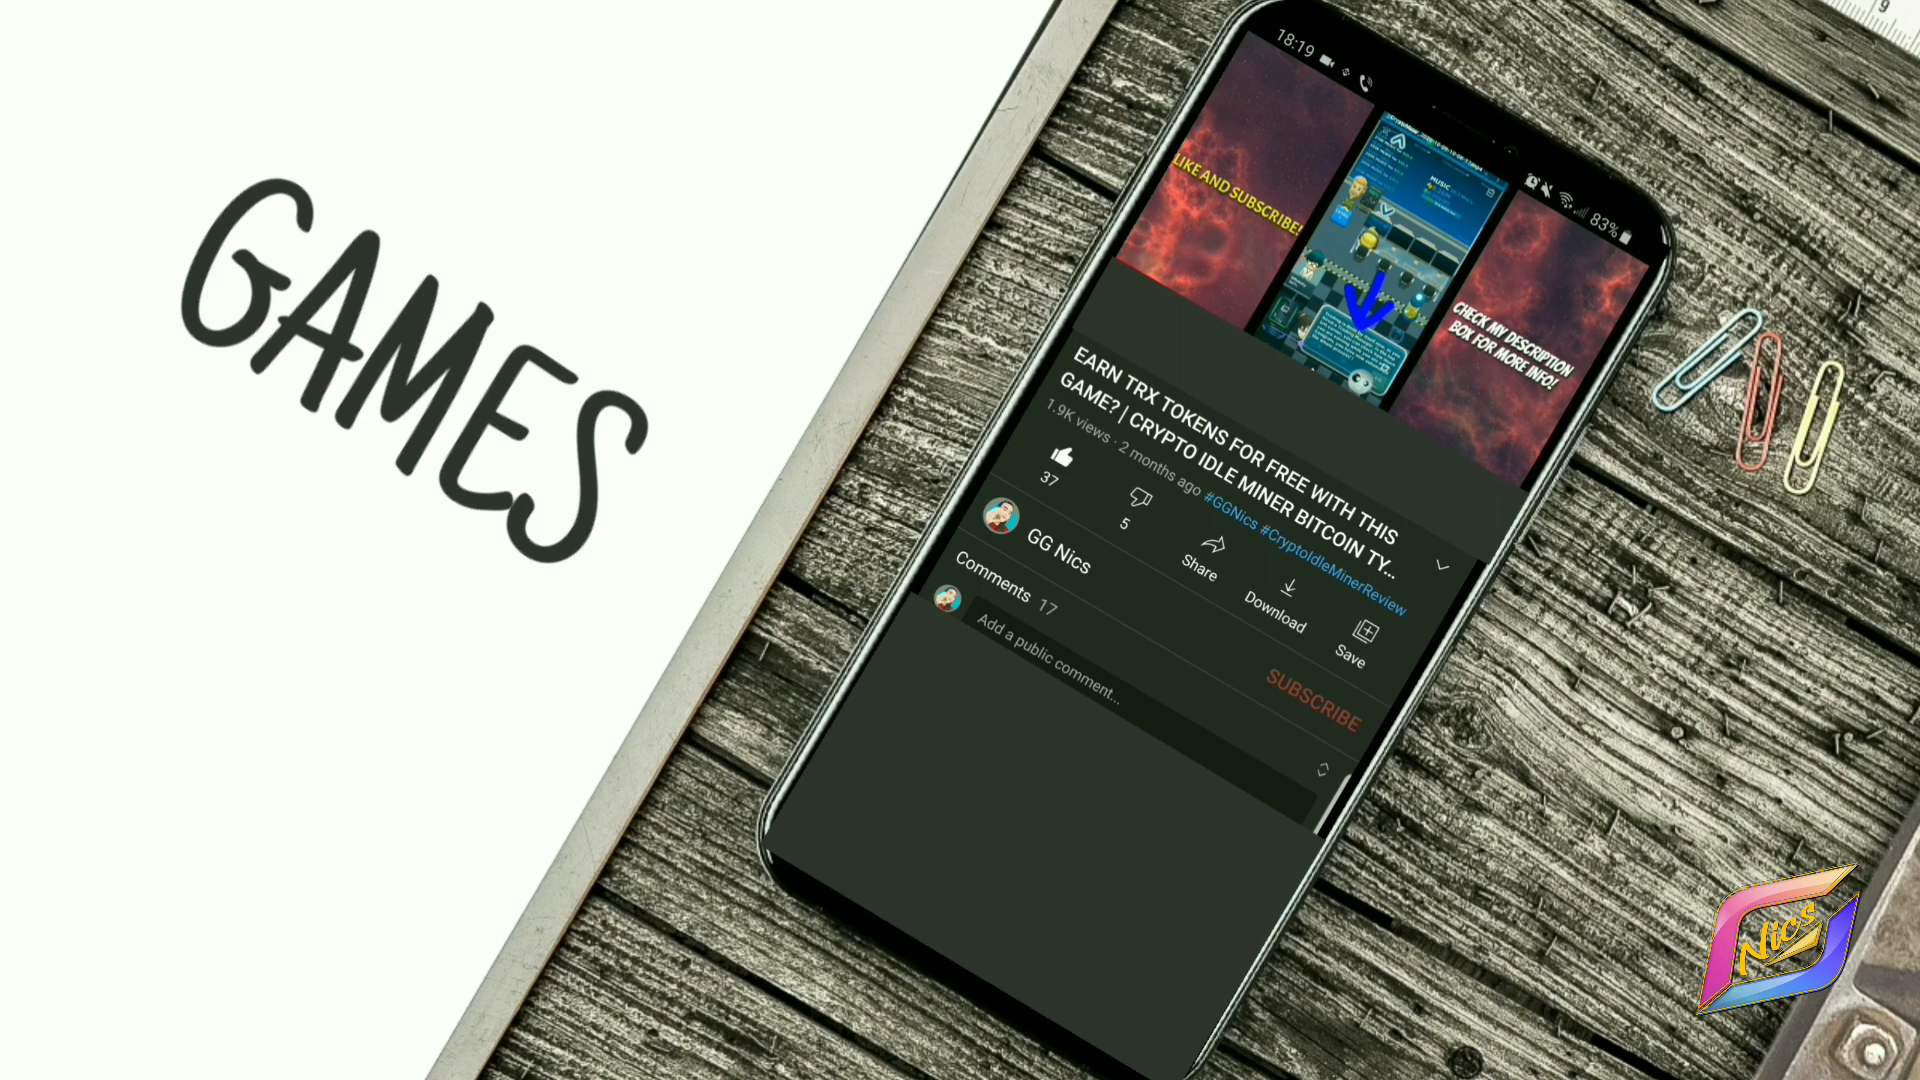 GAMES
18:19
83%
LIKE AND SUBSCRIBE!
MUSIC
CHECK MY DESCRIPTION
BOX FOR MORE INFO!
EARN TRX TOKENS FOR FREE WITH THIS
GAME? | CRYPTO IDLE MINER BITCOIN TY...
1.9K views · 2 months ago #GGNics #CryptoIdleMinerReview
37
5
Share
Download
Save
GG Nics
SUBSCRIBE
Comments 17
Add a public comment...
Nics
9